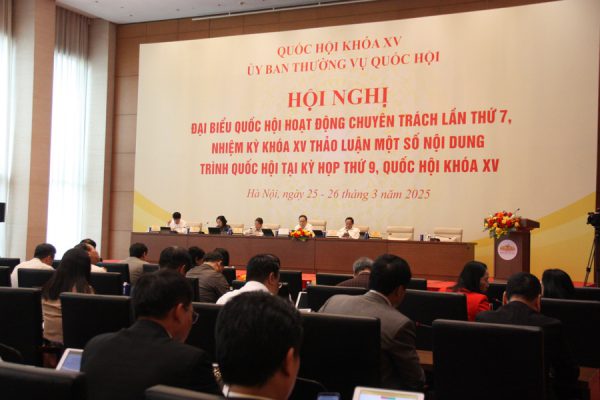 QUỐC HỘI KHÓA XV
ỦY BAN THƯỜNG VỤ QUỐC HỘI
HỘI NGHỊ
ĐẠI BIỂU QUỐC HỘI HOẠT ĐỘNG CHUYÊN TRÁCH LẦN THỨ 7,
NHIỆM KỲ KHÓA XV THẢO LUẬN MỘT SỐ NỘI DUNG
TRÌNH QUỐC HỘI TẠI KỲ HỌP THỨ 9, QUỐC HỘI KHÓA XV
Hà Nội, ngày 25 - 26 tháng 3 năm 2025